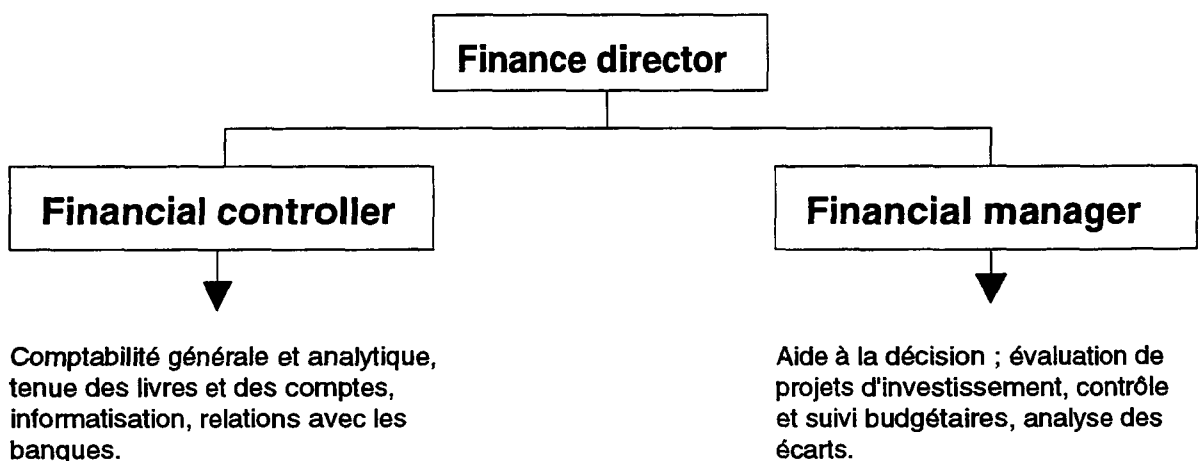 Finance director
Financial controller
Financial manager
Comptabilité générale et analytique,
tenue des livres et des comptes,
informatisation, relations avec les
banques.
Aide à la décision ; évaluation de
projets d'investissement, contrôle
et suivi budgétaires, analyse des
écarts.